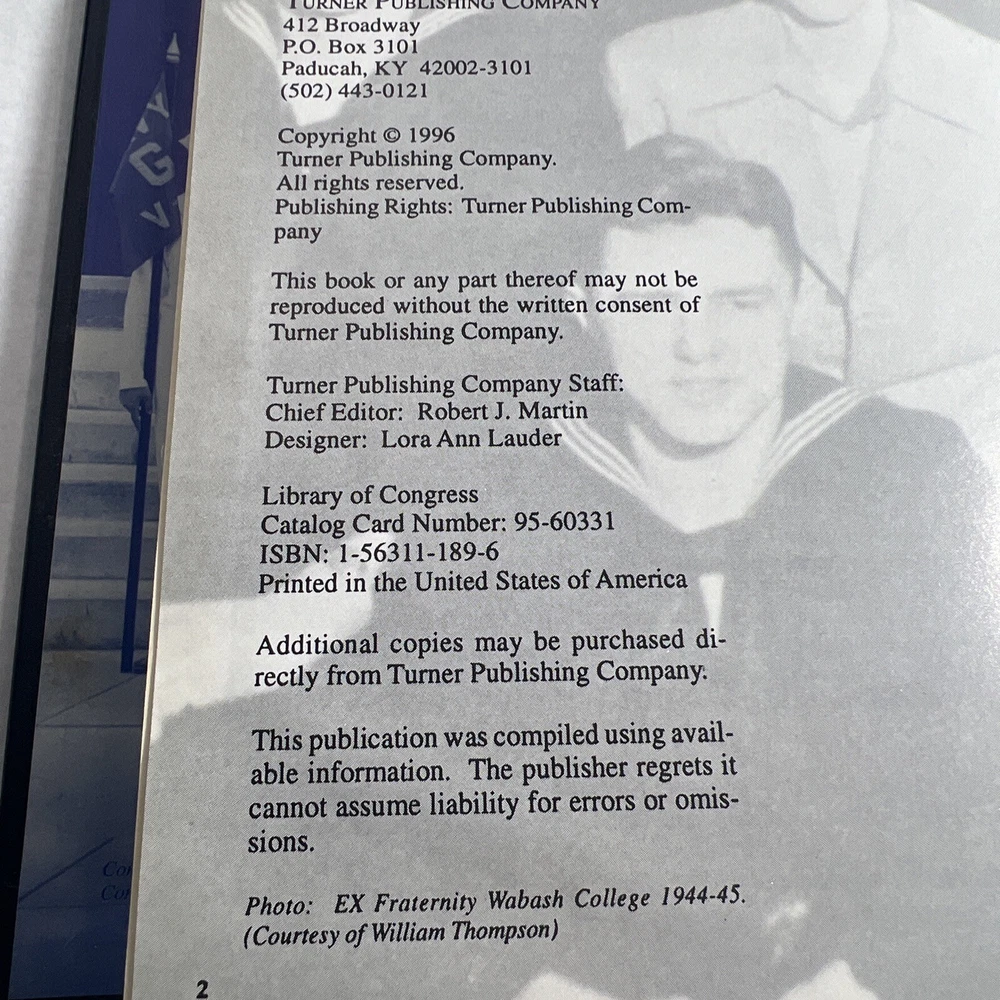 TURNER PUBLISHING COMPANY
412 Broadway
P.O. Box 3101
Paducah, KY 42002-3101
(502) 443-0121
Copyright © 1996
Turner Publishing Company.
All rights reserved.
Publishing Rights: Turner Publishing Com-
pany
This book or any part thereof may not be
reproduced without the written consent of
Turner Publishing Company.
Turner Publishing Company Staff:
Chief Editor: Robert J. Martin
Designer: Lora Ann Lauder
Library of Congress
Catalog Card Number: 95-60331
ISBN: 1-56311-189-6
Printed in the United States of America
Additional copies may be purchased di-
rectly from Turner Publishing Company.
This publication was compiled using avail-
able information. The publisher regrets it
cannot assume liability for errors or omis-
sions.
Photo: EX Fraternity Wabash College 1944-45.
(Courtesy of William Thompson)
2